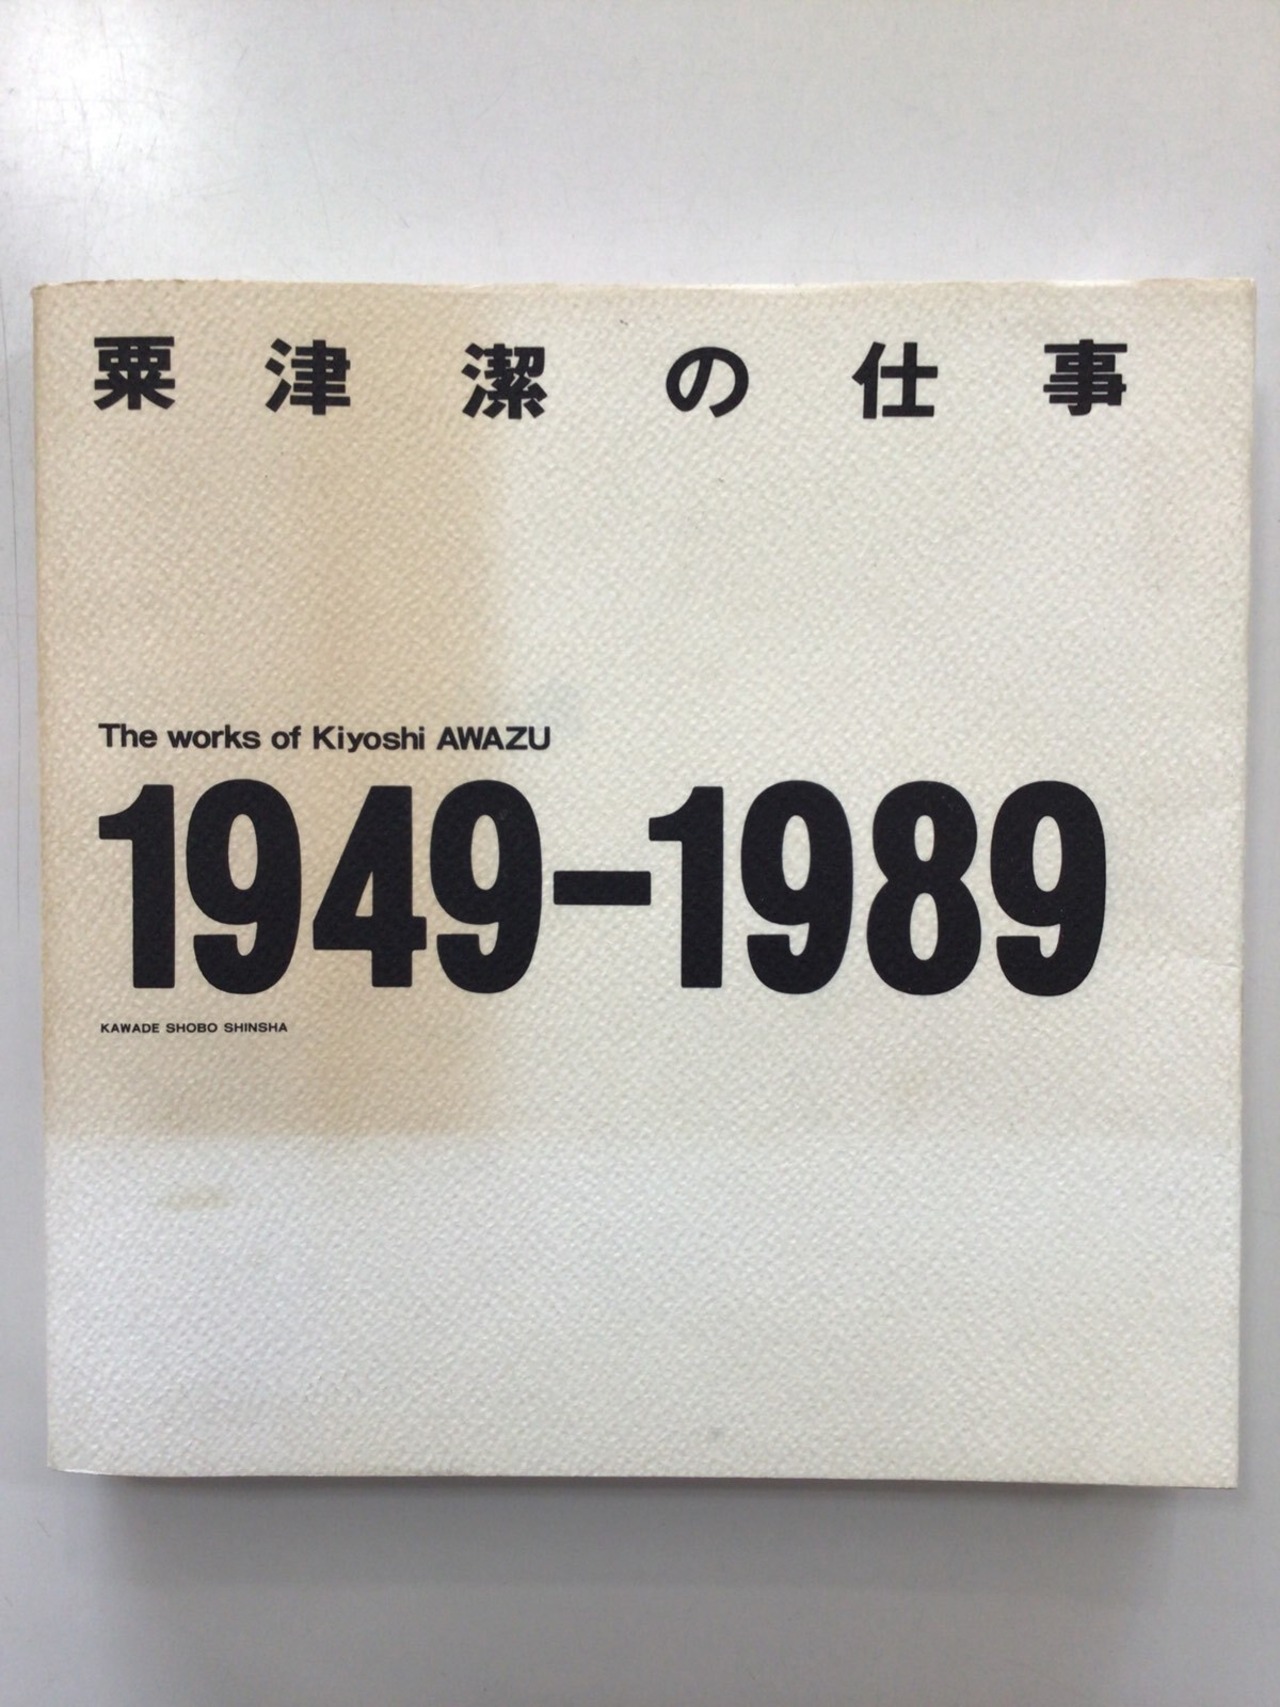 粟津潔の仕事
The works of Kiyoshi AWAZU
1949-1989
KAWADE SHOBO SHINSHA